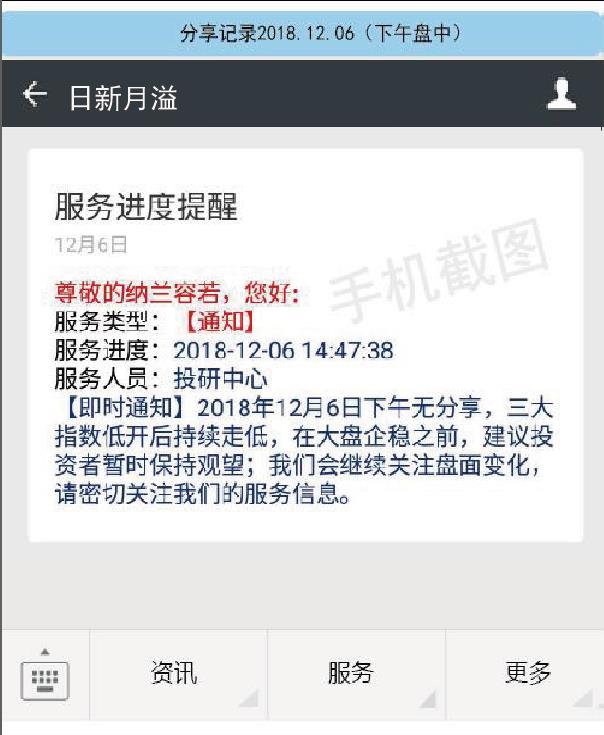 分享记录2018.12.06（下午盘中）
日新月溢
服务进度提醒
12月6日
手机截图
尊敬的纳兰容若，您好:
服务类型：【通知】
服务进度：2018-12-06 14:47:38
服务人员：投研中心
【即时通知】2018年12月6日下午无分享，三大
指数低开后持续走低，在大盘企稳之前，建议投
资者暂时保持观望；我们会继续关注盘面变化，
请密切关注我们的服务信息。
资讯
服务
更多